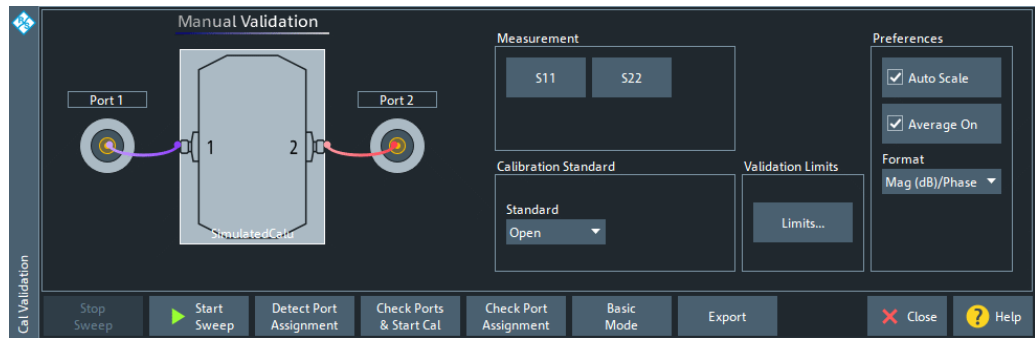 Manual Validation
Port 1
Port 2
1
2
SimulatedCalu
Measurement
S11
S22
Calibration Standard
Standard
Open
Validation Limits
Limits...
Preferences
Auto Scale
Average On
Format
Mag (dB)/Phase
Cal Validation
Stop
Sweep
Start
Sweep
Detect Port
Assignment
Check Ports
& Start Cal
Check Port
Assignment
Basic
Mode
Export
Close
? Help